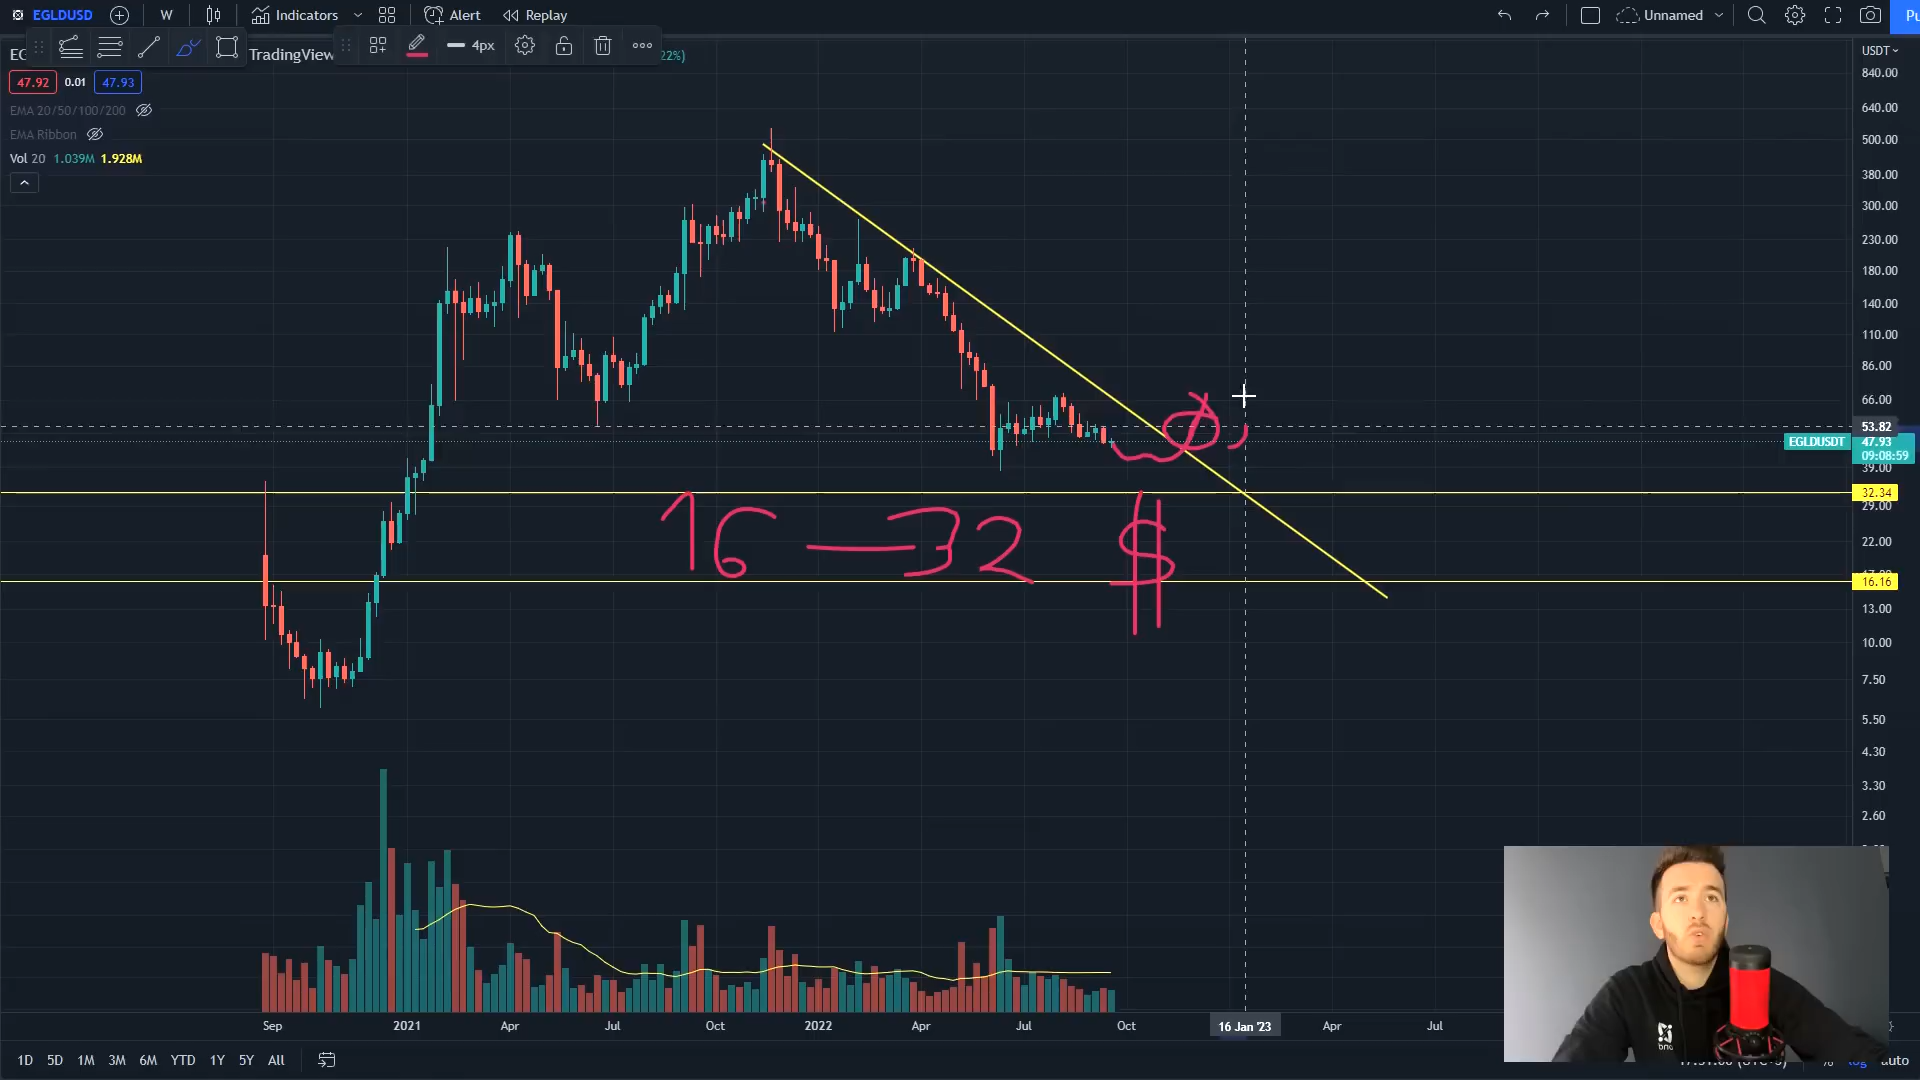 EGLDUSD W Indicators Alert Replay Unnamed Pu
EG TradingView 4px 22%) USDT
47.92 0.01 47.93
EMA 20/50/100/200
EMA Ribbon
Vol 20 1.039M 1.928M
840.00
640.00
500.00
380.00
300.00
230.00
180.00
140.00
110.00
86.00
66.00
53.82
EGLDUSDT 47.93
09:08:59
39.00
32.34
29.00
16 — 32 $
22.00
16.16
13.00
10.00
7.50
5.50
4.30
3.30
2.60
Sep 2021 Apr Jul Oct 2022 Apr Jul Oct 16 Jan '23 Apr Jul
1D 5D 1M 3M 6M YTD 1Y 5Y All % log auto